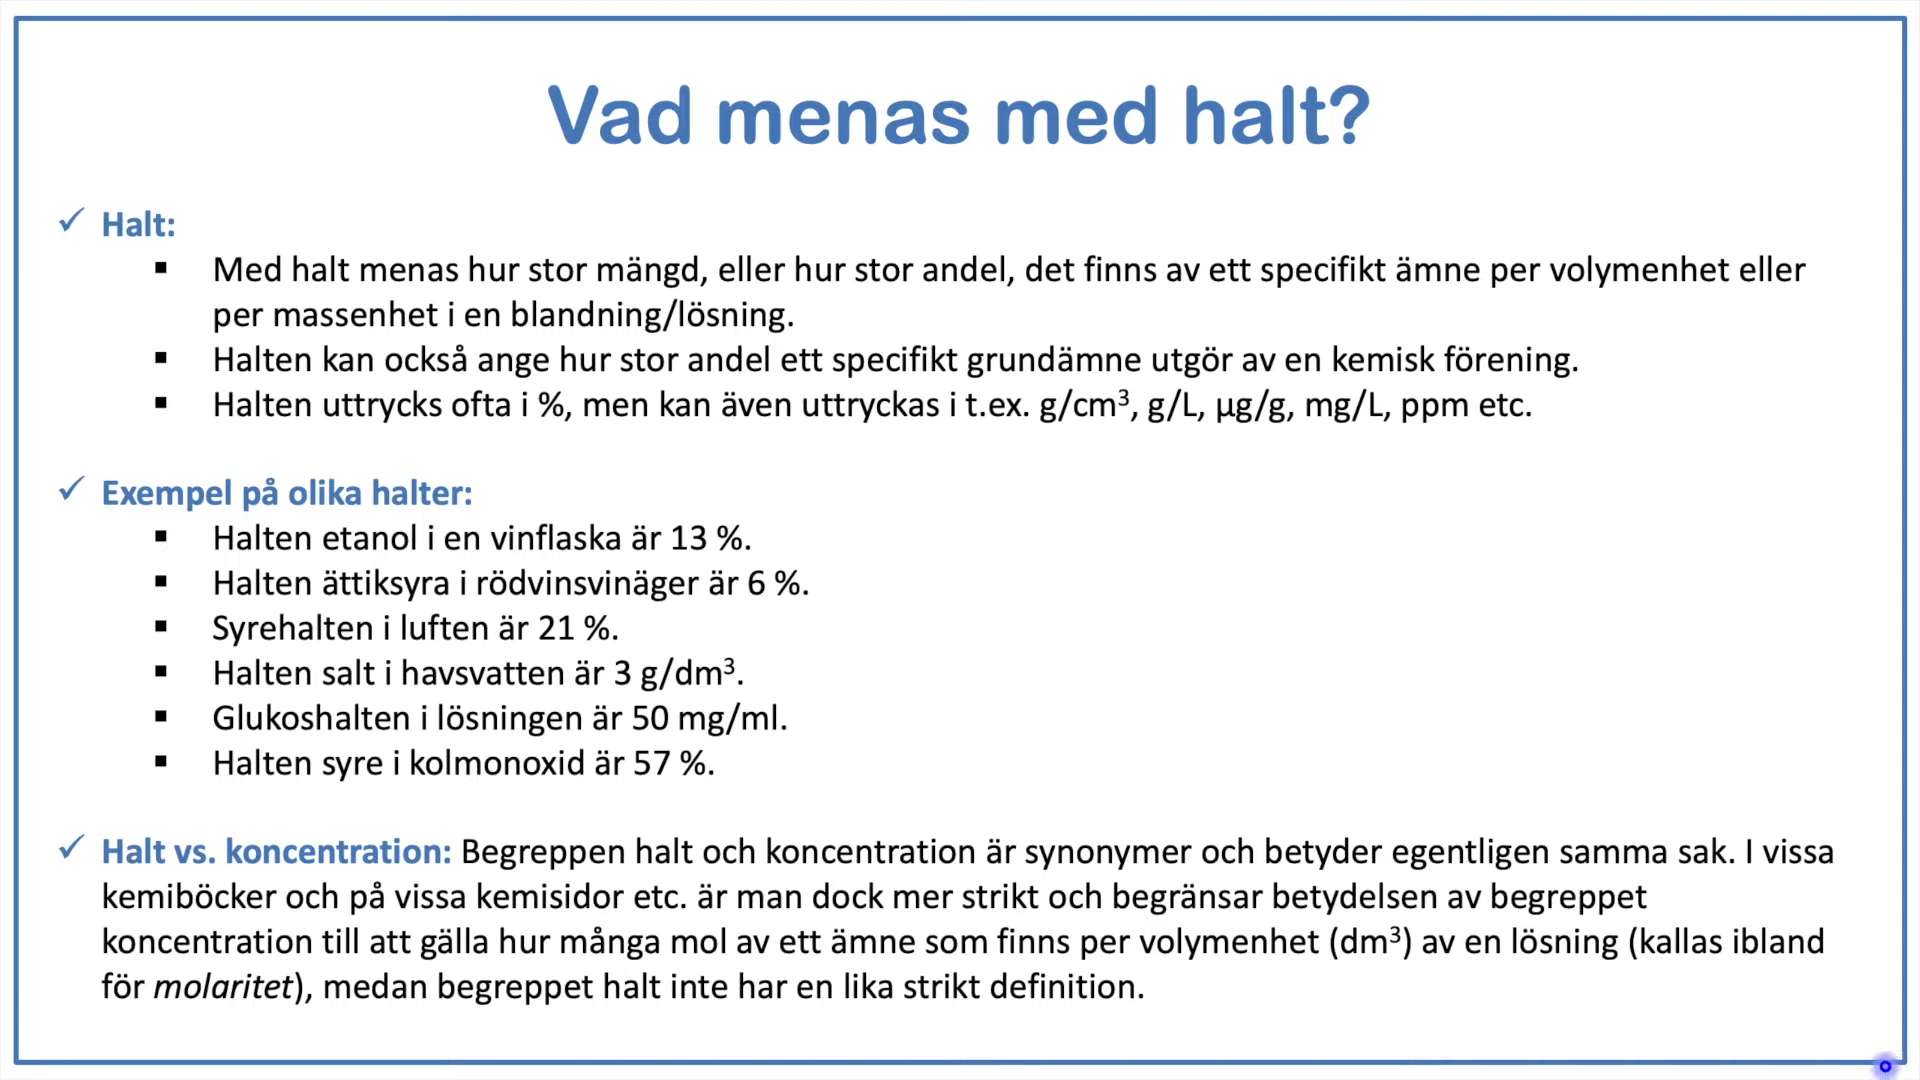 Vad menas med halt?
✓ Halt:
▪ Med halt menas hur stor mängd, eller hur stor andel, det finns av ett specifikt ämne per volymenhet eller
per massenhet i en blandning/lösning.
▪ Halten kan också ange hur stor andel ett specifikt grundämne utgör av en kemisk förening.
▪ Halten uttrycks ofta i %, men kan även uttryckas i t.ex. g/cm³, g/L, µg/g, mg/L, ppm etc.
✓ Exempel på olika halter:
▪ Halten etanol i en vinflaska är 13 %.
▪ Halten ättiksyra i rödvinsvinäger är 6 %.
▪ Syrehalten i luften är 21 %.
▪ Halten salt i havsvatten är 3 g/dm³.
▪ Glukoshalten i lösningen är 50 mg/ml.
▪ Halten syre i kolmonoxid är 57 %.
✓ Halt vs. koncentration: Begreppen halt och koncentration är synonymer och betyder egentligen samma sak. I vissa
kemiböcker och på vissa kemisidor etc. är man dock mer strikt och begränsar betydelsen av begreppet
koncentration till att gälla hur många mol av ett ämne som finns per volymenhet (dm³) av en lösning (kallas ibland
för molaritet), medan begreppet halt inte har en lika strikt definition.